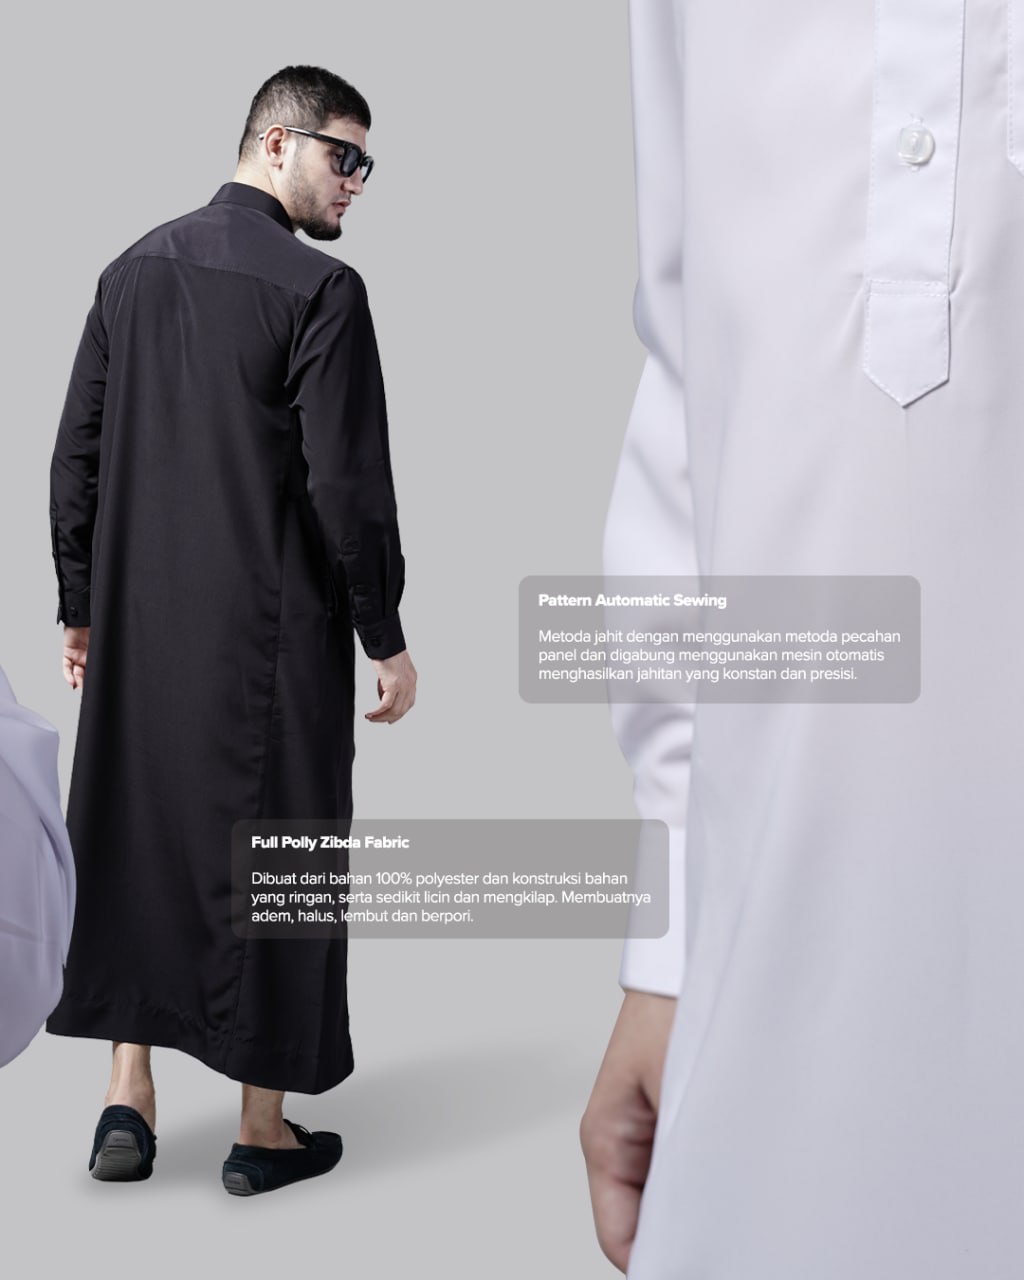 Pattern Automatic Sewing
Metoda jahit dengan menggunakan metoda pecahan
panel dan digabung menggunakan mesin otomatis
menghasilkan jahitan yang konstan dan presisi.
Full Polly Zibda Fabric
Dibuat dari bahan 100% polyester dan konstruksi bahan
yang ringan, serta sedikit licin dan mengkilap. Membuatnya
adem, halus, lembut dan berpori.